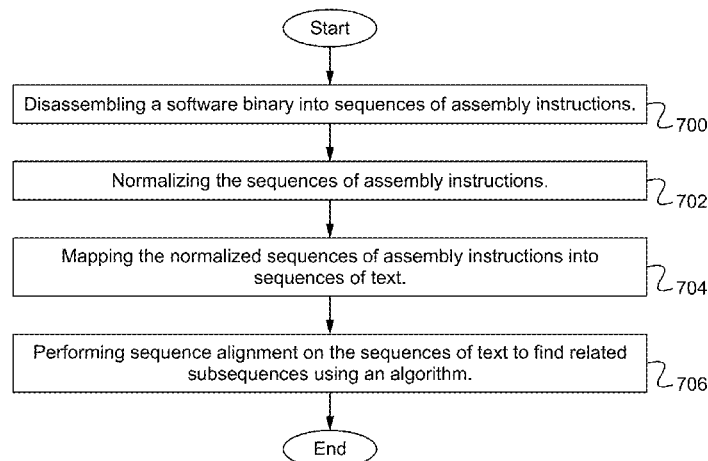 Start
Disassembling a software binary into sequences of assembly instructions.
700
Normalizing the sequences of assembly instructions.
702
Mapping the normalized sequences of assembly instructions into
sequences of text.
704
Performing sequence alignment on the sequences of text to find related
subsequences using an algorithm.
706
End